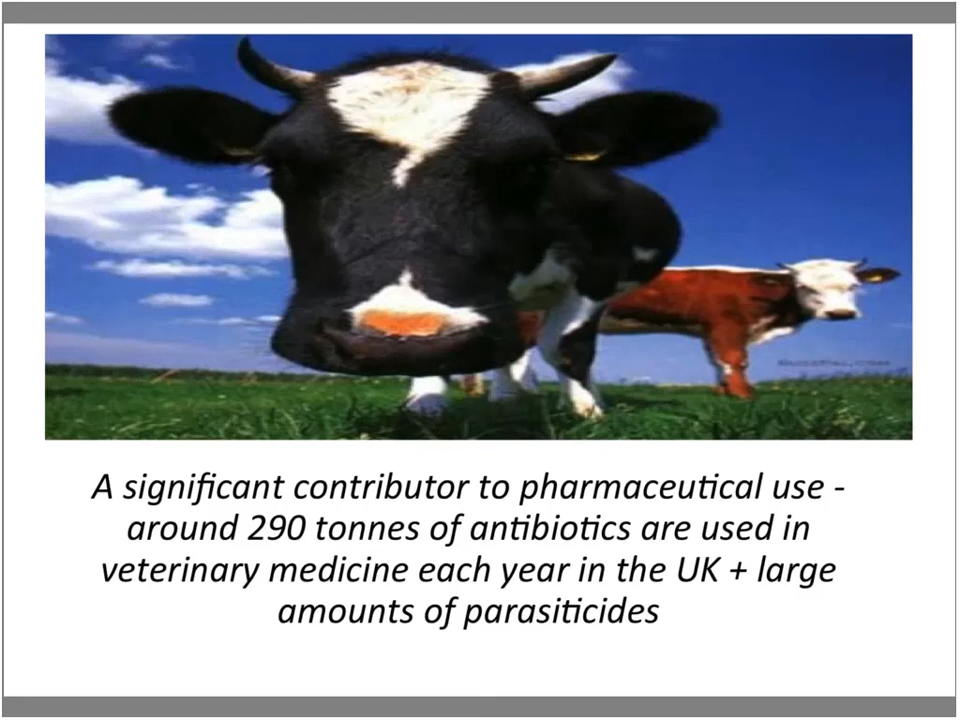 A significant contributor to pharmaceutical use -
around 290 tonnes of antibiotics are used in
veterinary medicine each year in the UK + large
amounts of parasiticides